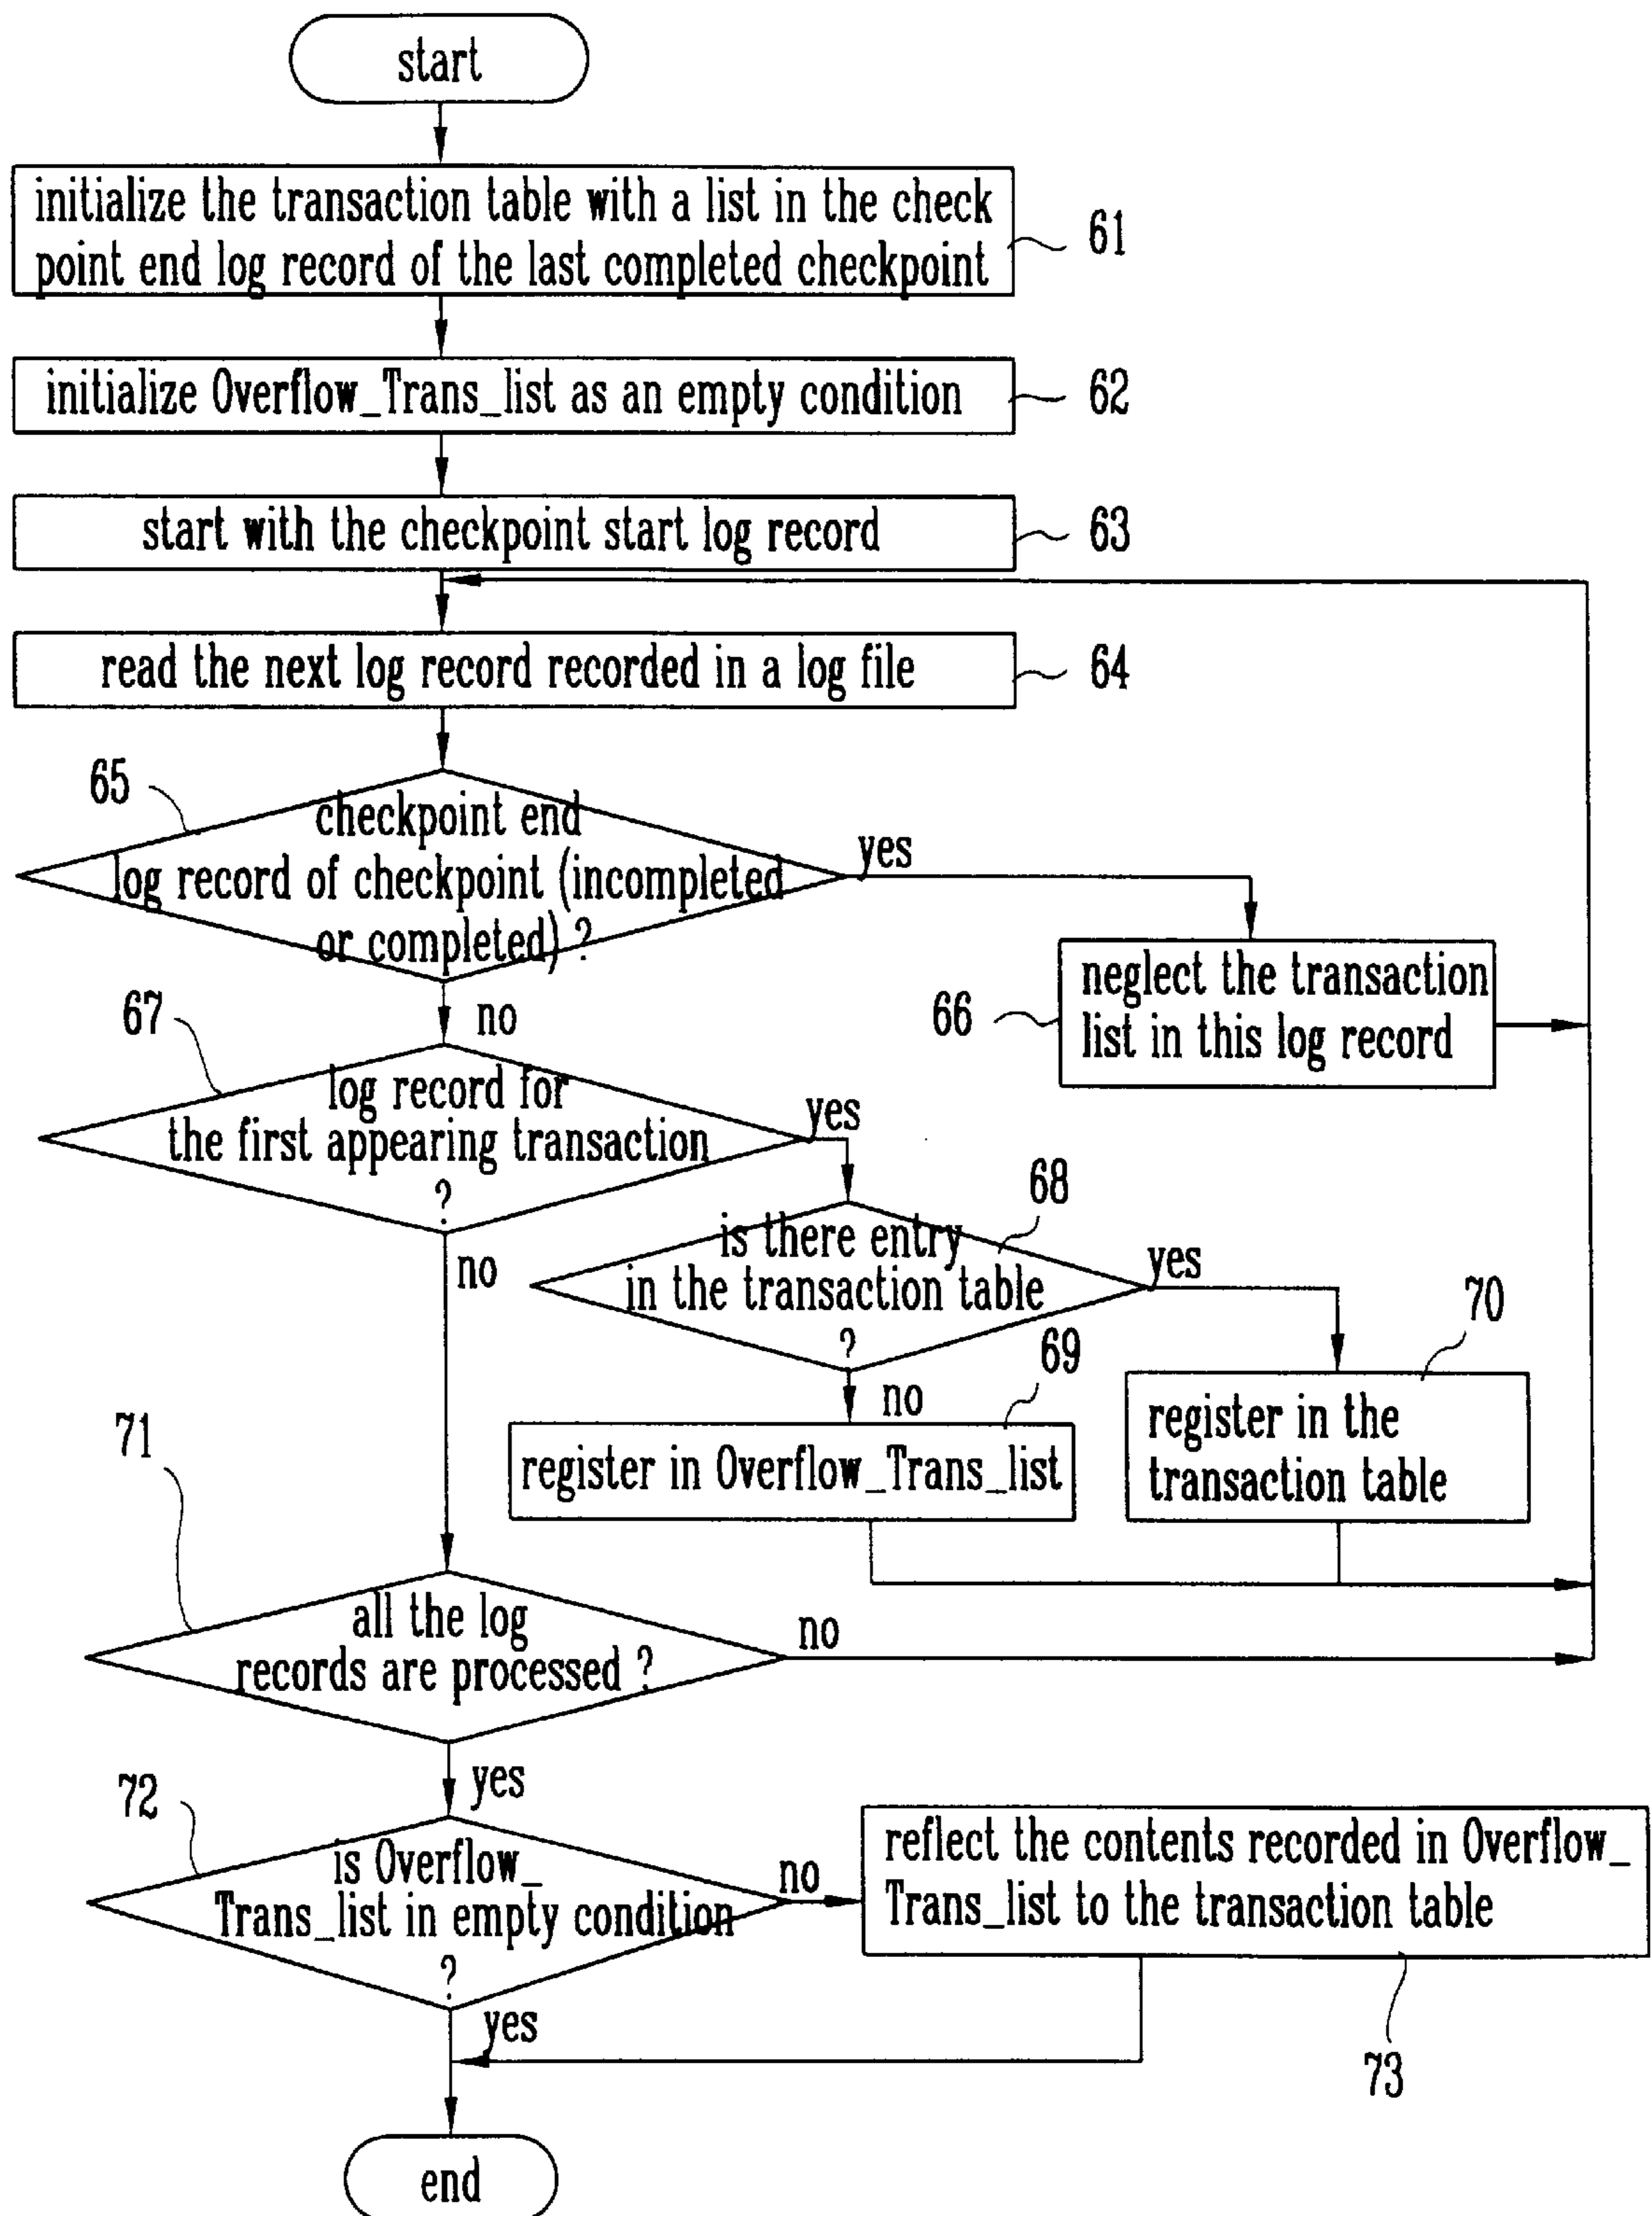 start
initialize the transaction table with a list in the check
point end log record of the last completed checkpoint
61
initialize Overflow_Trans_list as an empty condition
62
start with the checkpoint start log record
63
read the next log record recorded in a log file
64
65
checkpoint end
log record of checkpoint (incompleted
or completed) ?
yes
no
neglect the transaction
list in this log record
66
67
log record for
the first appearing transaction
?
yes
no
68
is there entry
in the transaction table
?
yes
no
69
register in Overflow_Trans_list
70
register in the
transaction table
71
all the log
records are processed ?
no
yes
72
is Overflow_
Trans_list in empty condition
?
no
yes
reflect the contents recorded in Overflow_
Trans_list to the transaction table
73
end